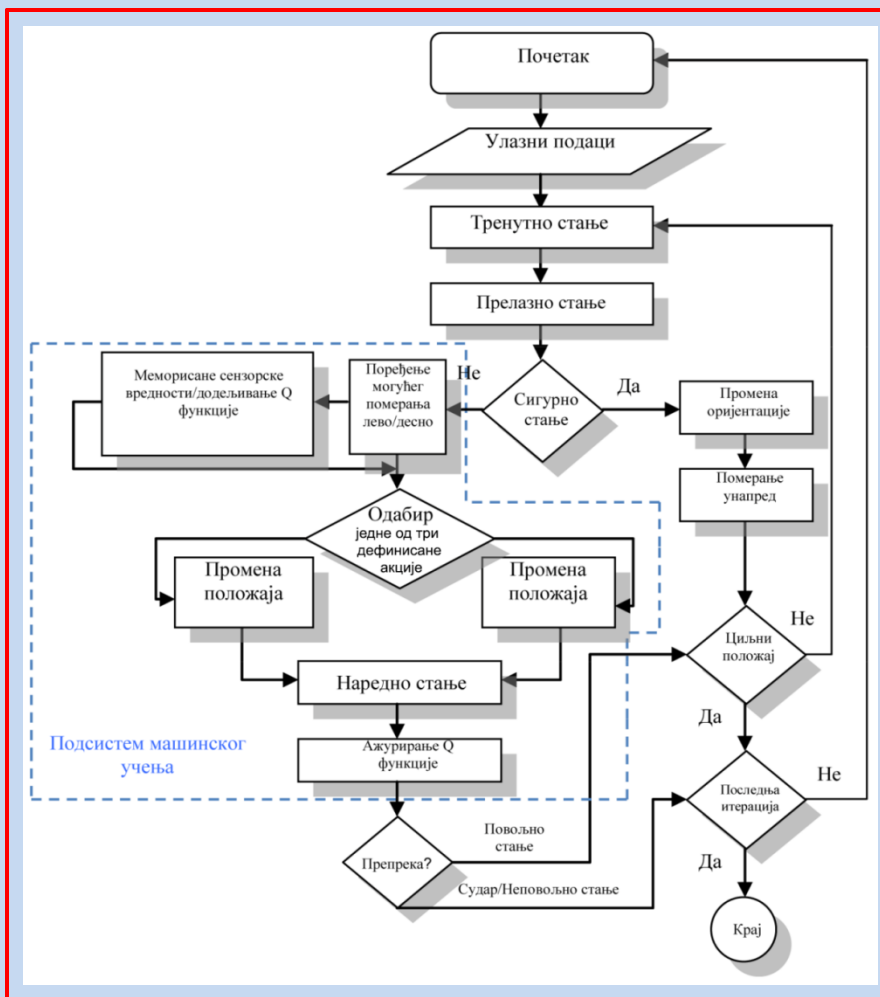 Почетак
Улазни подаци
Тренутно стање
Прелазно стање
Сигурно
стање
Не
Да
Поређење
могућег
померања
лево/десно
Меморисане сензорске
вредности/додељивање Q
функције
Промена
оријентације
Померање
унапред
Одабир
једне од три
дефинисане
акције
Промена
положаја
Промена
положаја
Циљни
положај
Не
Да
Наредно стање
Ажурирање Q
функције
Подсистем машинског
учења
Последња
итерација
Не
Да
Препрека?
Повољно
стање
Судар/Неповољно стање
Крај